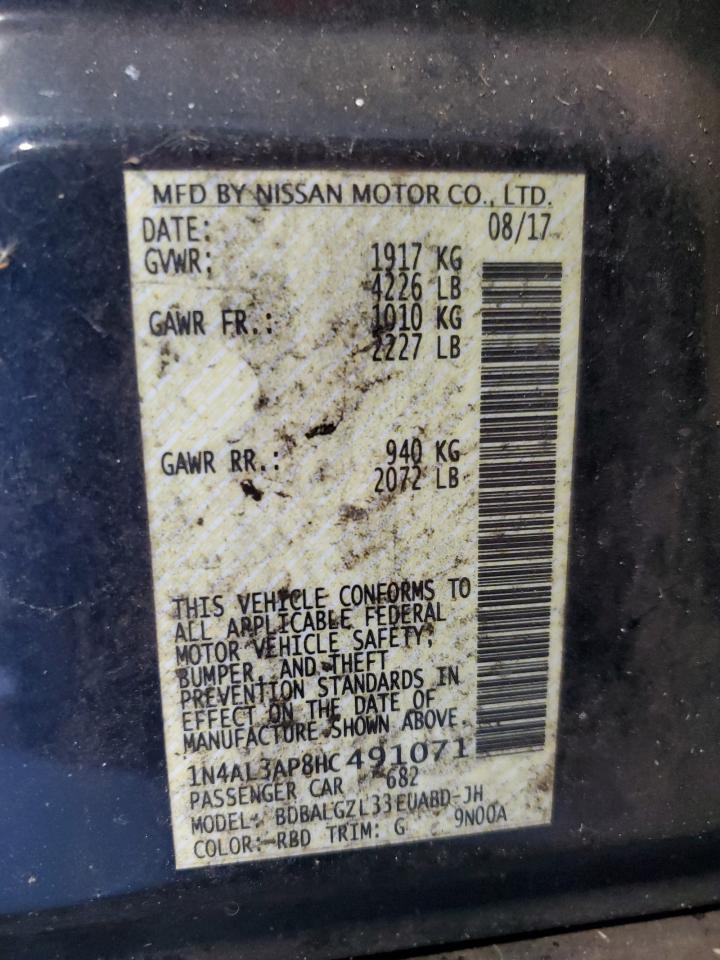 MFD BY NISSAN MOTOR CO., LTD.
DATE: 08/17
GVWR: 1917 KG
4226 LB
GAWR FR.: 1010 KG
2227 LB
GAWR RR.: 940 KG
2072 LB
THIS VEHICLE CONFORMS TO
ALL APPLICABLE FEDERAL
MOTOR VEHICLE SAFETY,
BUMPER, AND THEFT
PREVENTION STANDARDS IN
EFFECT ON THE DATE OF
MANUFACTURE SHOWN ABOVE.
1N4AL3AP8HC491071
PASSENGER CAR 682
MODEL: BDBALGZL33EUABD-JH
COLOR: RBD TRIM: G 9N00A